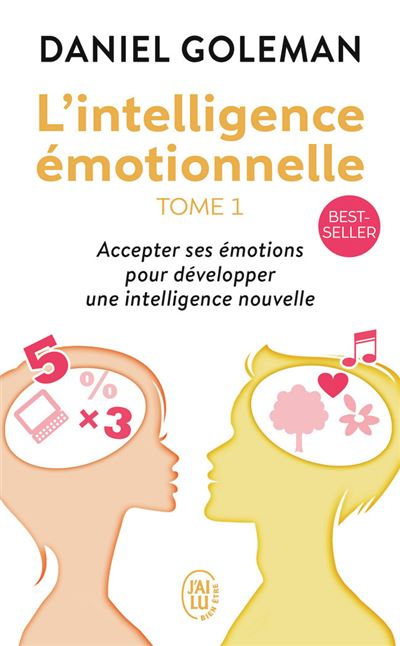 DANIEL GOLEMAN
L'intelligence
émotionnelle
TOME 1
BEST-
SELLER
Accepter ses émotions
pour développer
une intelligence nouvelle
5
%
×3
J'AI
LU
BIEN ÊTRE